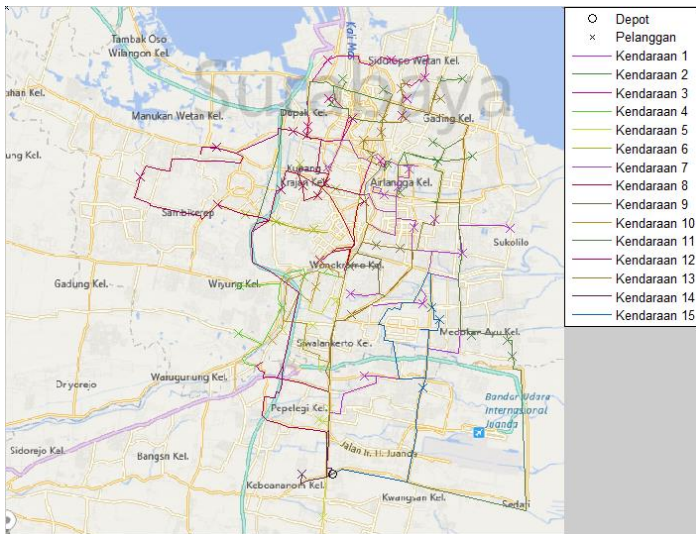 Tambak Oso
Wilangon Kel.
Kali Mas
Sidotopo Wetan Kel.
Surabaya
ahan Kel.
Manukan Wetan Kel.
Dupak Kel.
Gading Kel.
ung Kel.
Kupang
Krajan Kel.
Airlangga Kel.
Sambikerep
Sukolilo
Wonokromo Kel.
Gadung Kel.
Wiyung Kel.
Siwalankerto Kel.
Medokan Ayu Kel.
Driyorejo
Warugunung Kel.
Pepelegi Kel.
Bandar Udara
Internasional
Juanda
Sidorejo Kel.
Bangsri Kel.
Jalan Ir. H. Juanda
Keboananom Kel.
Kwangsan Kel.
Sedati
Depot
Pelanggan
Kendaraan 1
Kendaraan 2
Kendaraan 3
Kendaraan 4
Kendaraan 5
Kendaraan 6
Kendaraan 7
Kendaraan 8
Kendaraan 9
Kendaraan 10
Kendaraan 11
Kendaraan 12
Kendaraan 13
Kendaraan 14
Kendaraan 15